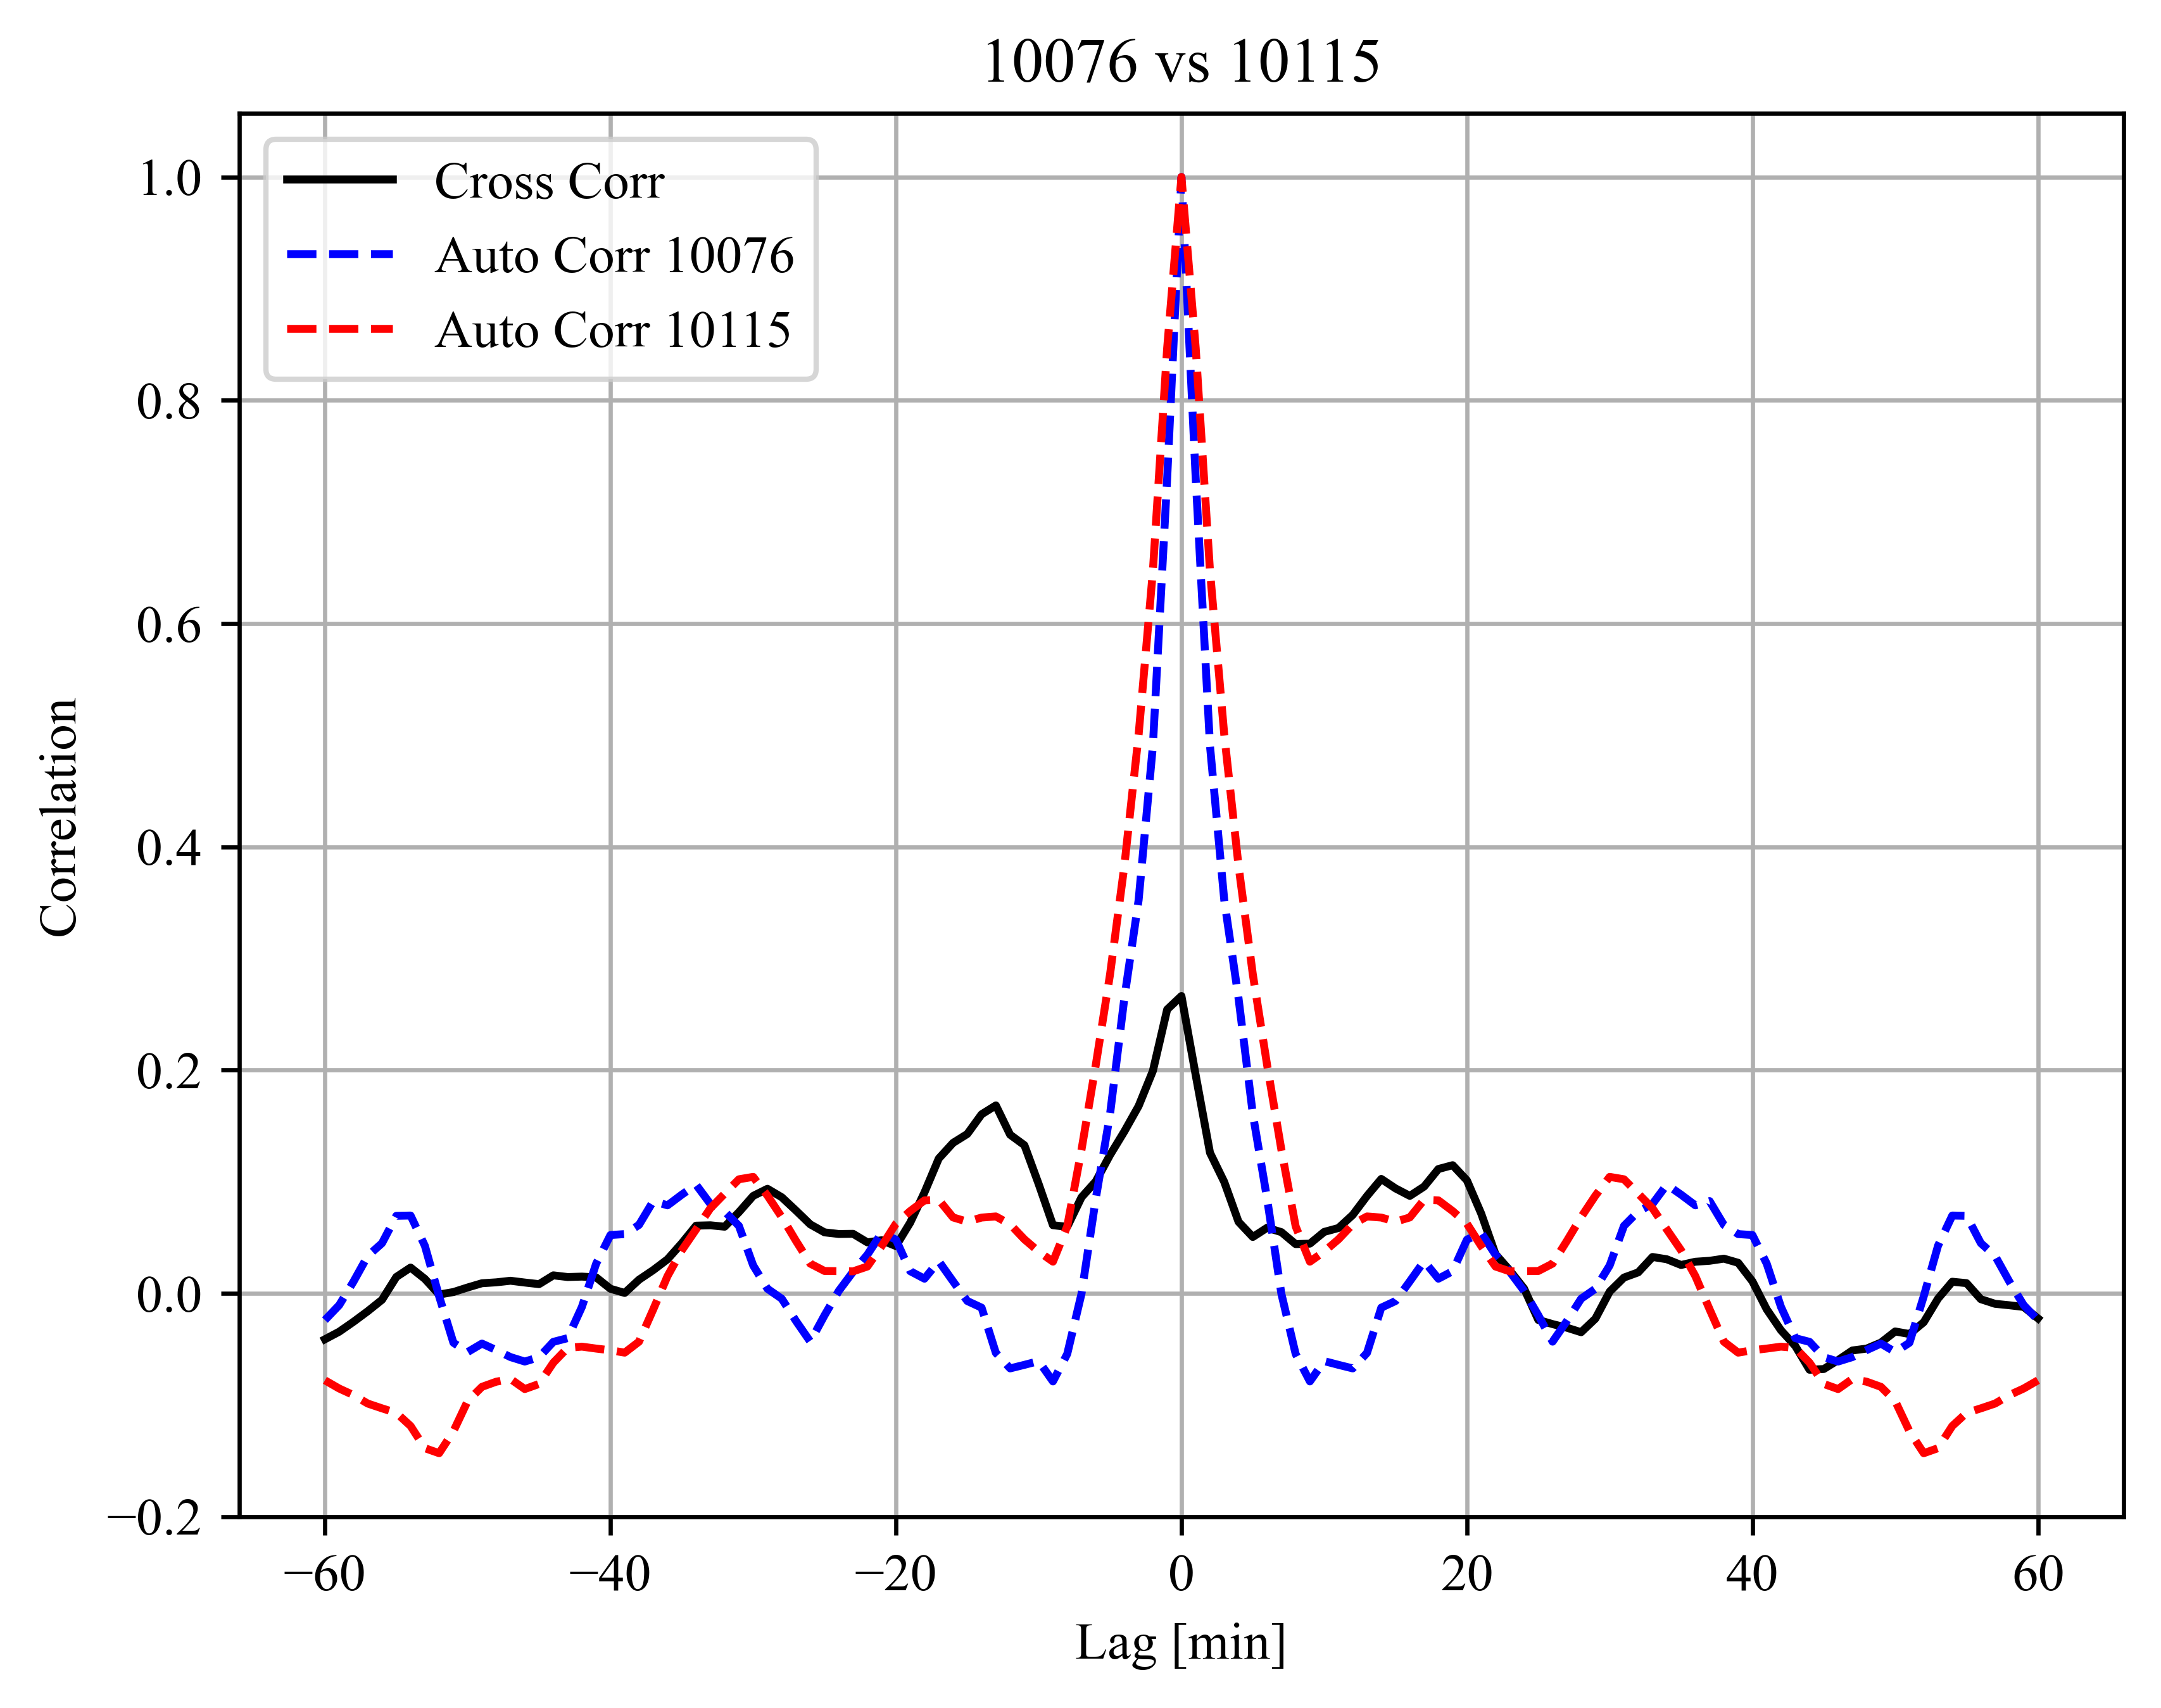 10076 vs 10115
Cross Corr
Auto Corr 10076
Auto Corr 10115
1.0
0.8
0.6
0.4
0.2
0.0
−0.2
Correlation
−60 −40 −20 0 20 40 60
Lag [min]